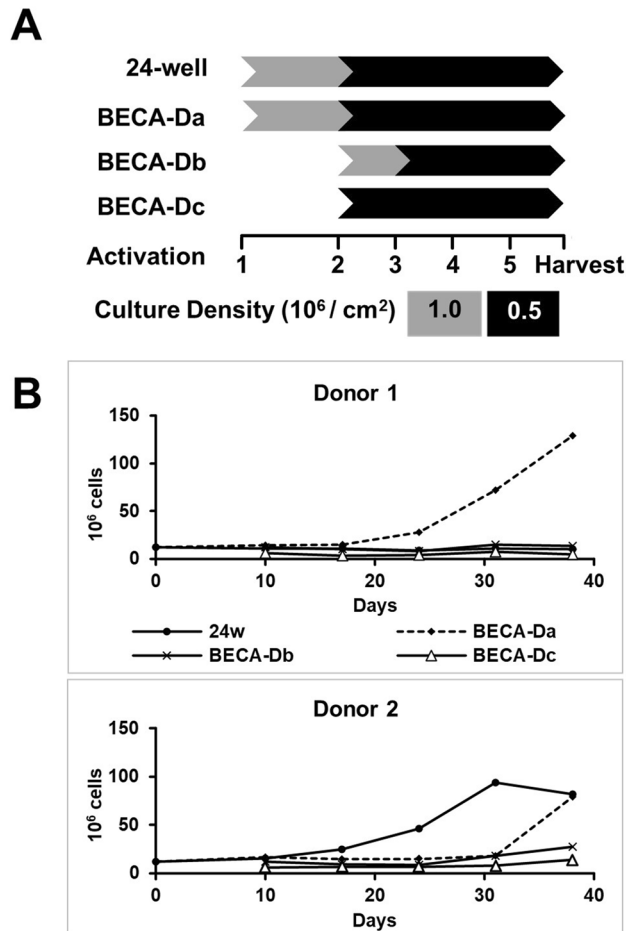 A
24-well
BECA-Da
BECA-Db
BECA-Dc
Activation
1 2 3 4 5 Harvest
Culture Density (10⁶ / cm²) 1.0 0.5
B
Donor 1
150
100
50
0
10⁶ cells
0 10 20 30 40
Days
24w BECA-Da
BECA-Db BECA-Dc
Donor 2
150
100
50
0
10⁶ cells
0 10 20 30 40
Days